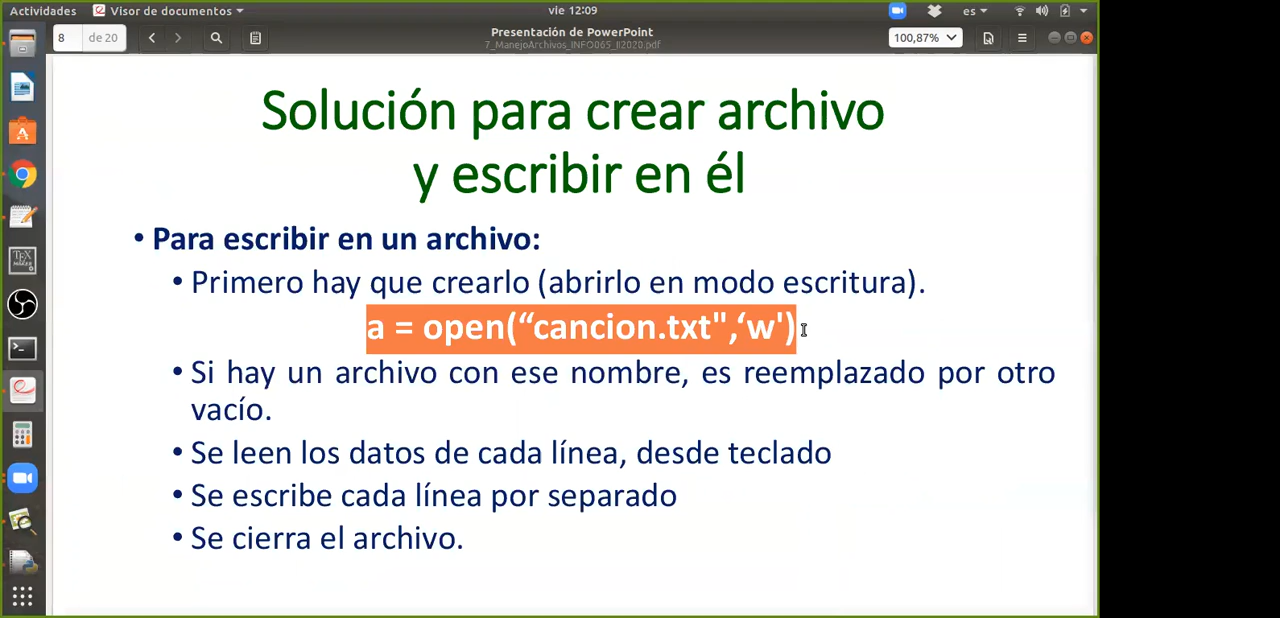 Actividades Visor de documentos vie 12:09 es
8 de 20 Presentación de PowerPoint 100,87%
7_ManejoArchivos_INFO065_II2020.pdf
Solución para crear archivo
y escribir en él
• Para escribir en un archivo:
• Primero hay que crearlo (abrirlo en modo escritura).
a = open(“cancion.txt",‘w')
• Si hay un archivo con ese nombre, es reemplazado por otro
vacío.
• Se leen los datos de cada línea, desde teclado
• Se escribe cada línea por separado
• Se cierra el archivo.